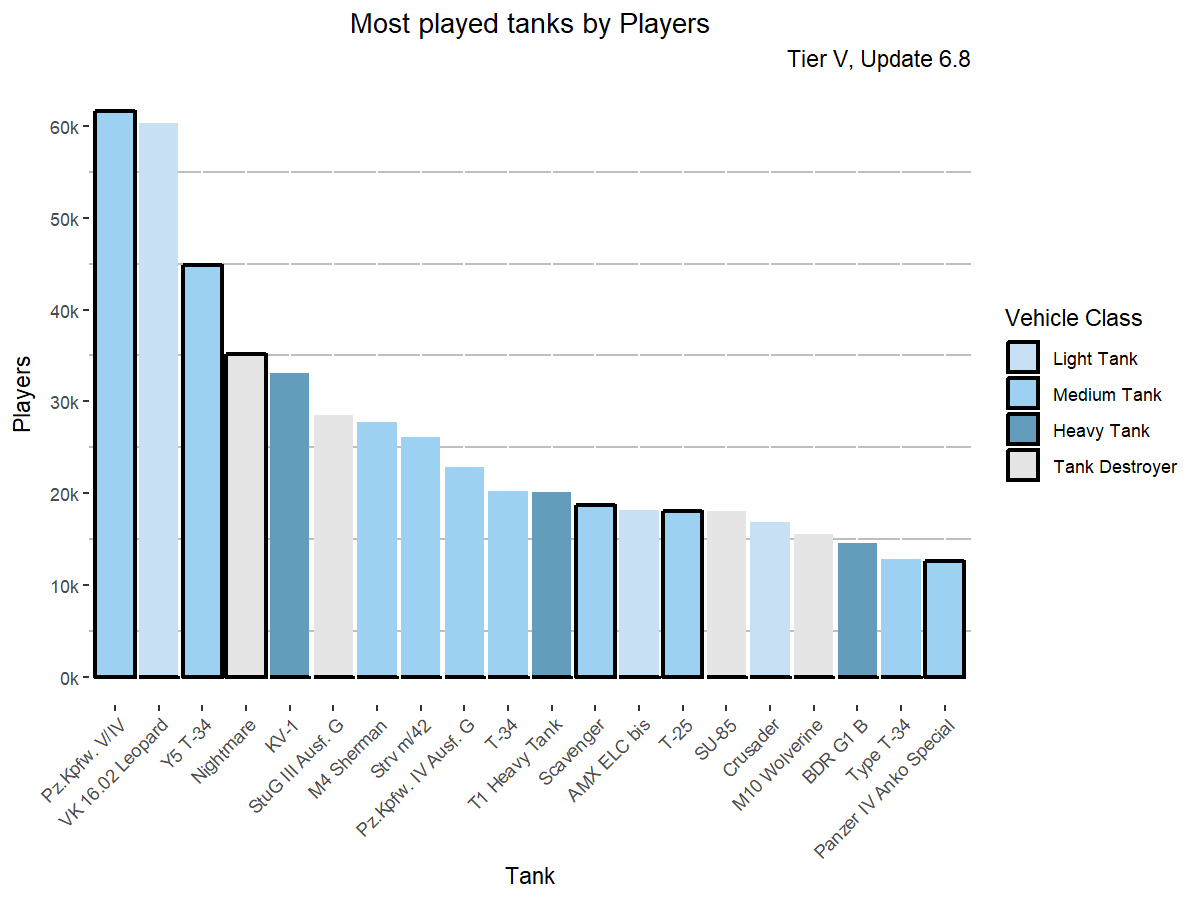 Most played tanks by Players
Tier V, Update 6.8
Players
60k
50k
40k
30k
20k
10k
0k
Pz.Kpfw. V/IV
VK 16.02 Leopard
Y5 T-34
Nightmare
KV-1
StuG III Ausf. G
M4 Sherman
Strv m/42
Pz.Kpfw. IV Ausf. G
T-34
T1 Heavy Tank
Scavenger
AMX ELC bis
T-25
SU-85
Crusader
M10 Wolverine
BDR G1 B
Type T-34
Panzer IV Anko Special
Tank
Vehicle Class
Light Tank
Medium Tank
Heavy Tank
Tank Destroyer